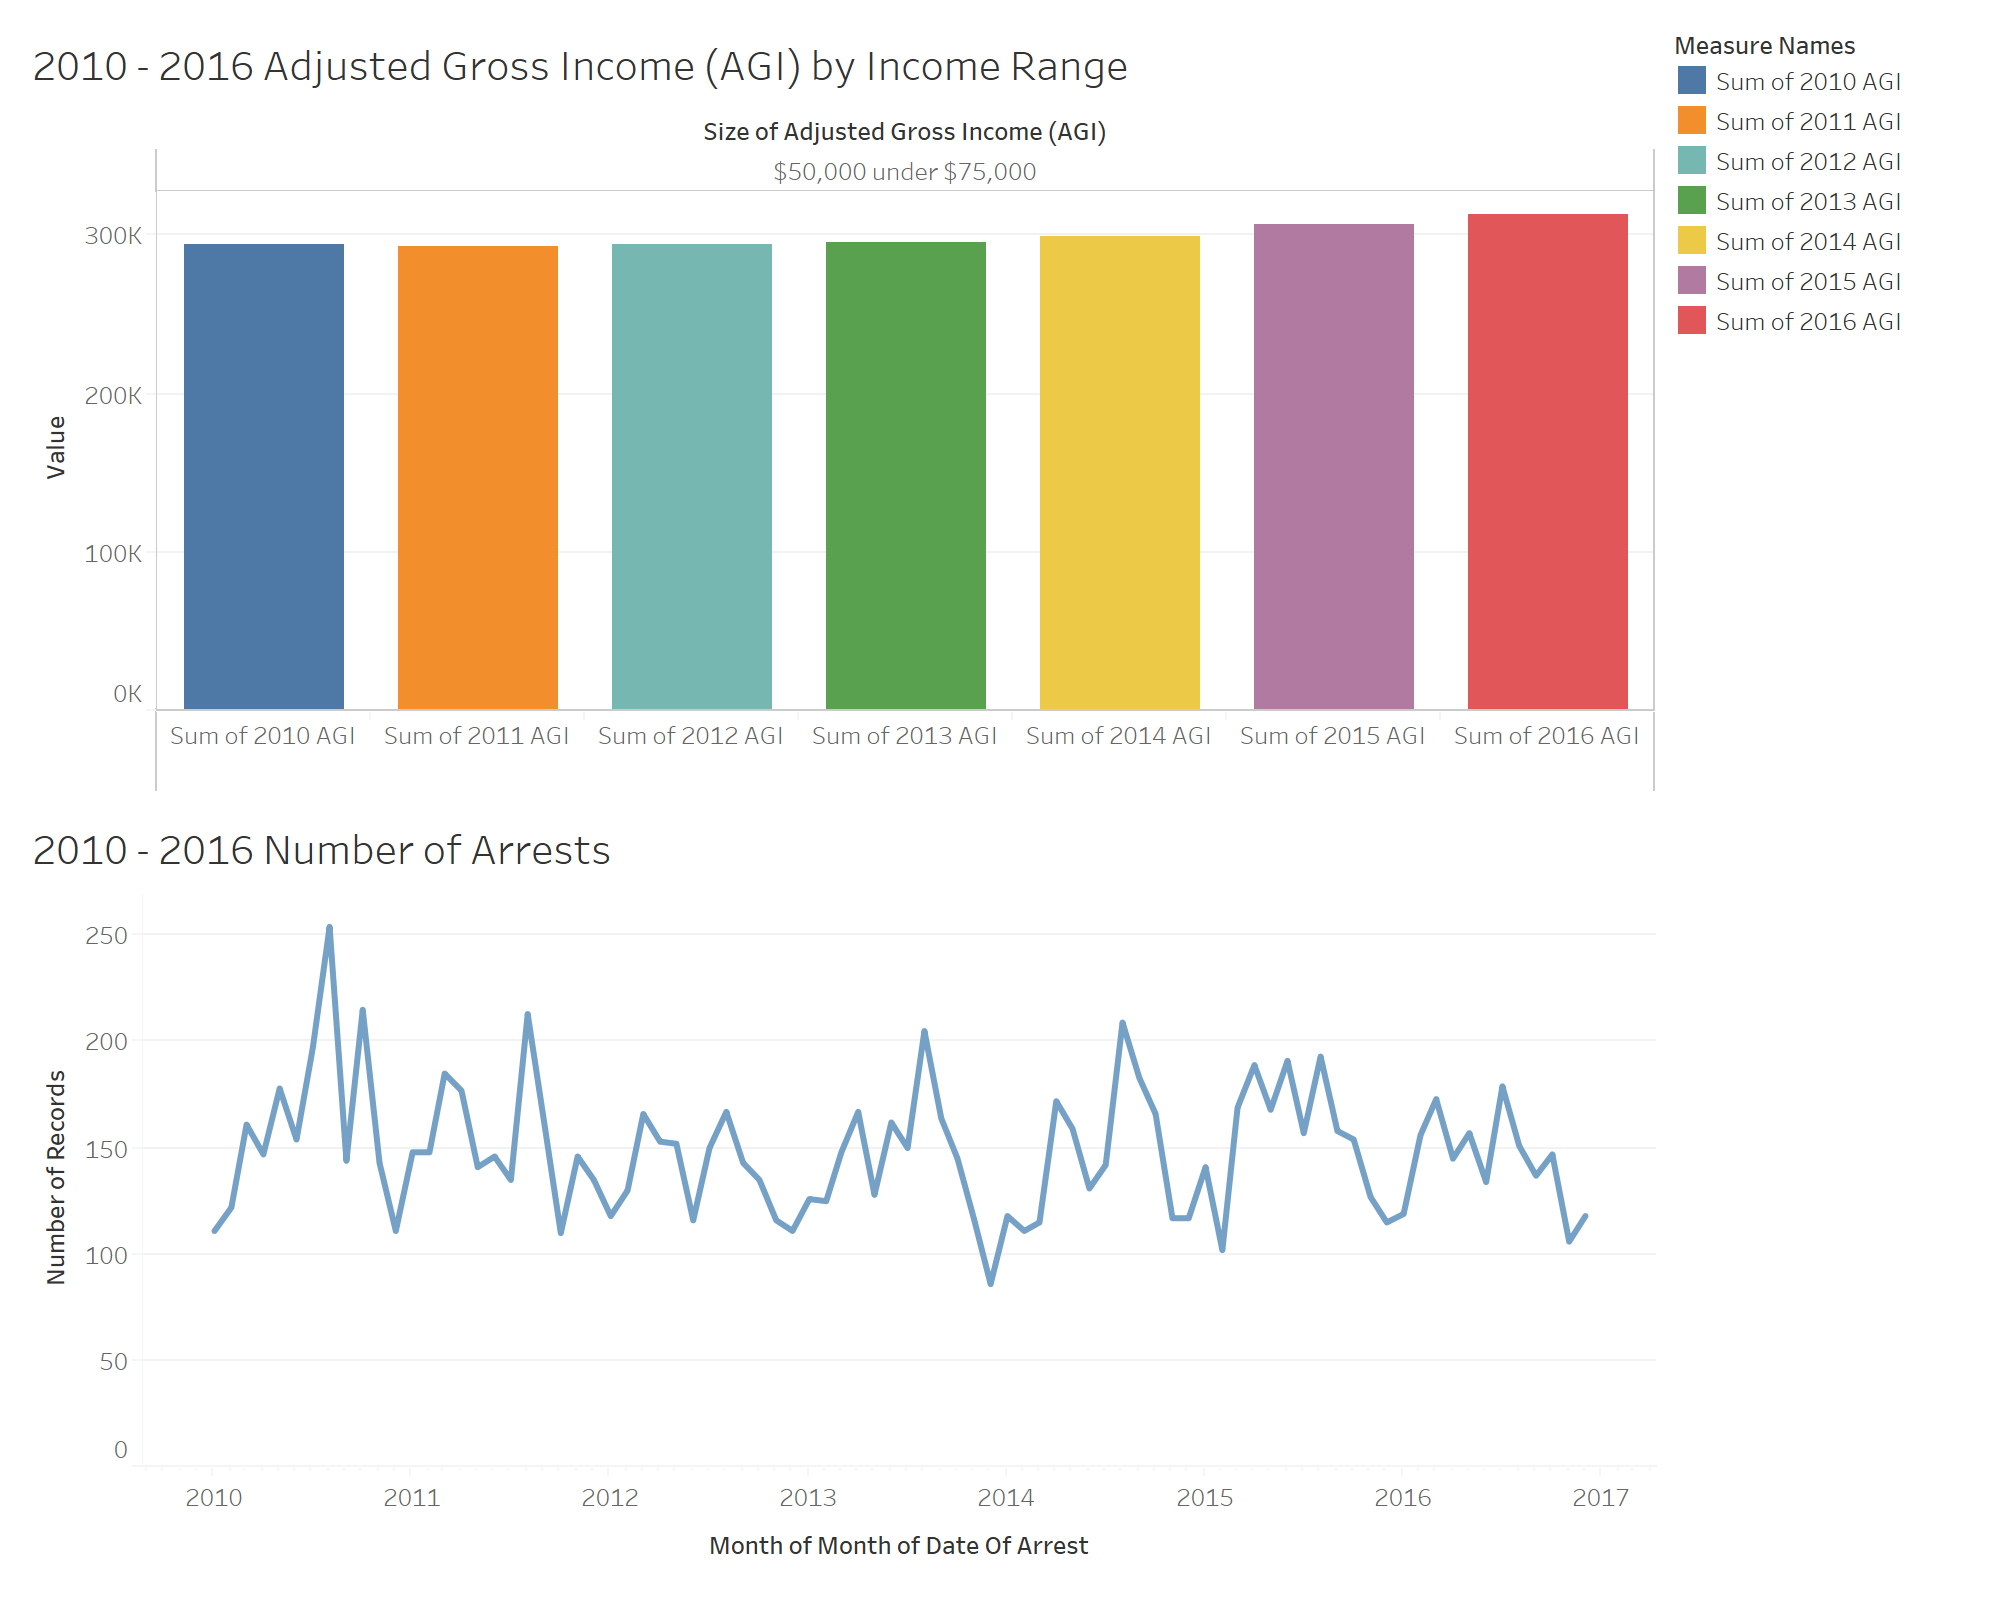 2010 - 2016 Adjusted Gross Income (AGI) by Income Range
Measure Names
Sum of 2010 AGI
Sum of 2011 AGI
Sum of 2012 AGI
Sum of 2013 AGI
Sum of 2014 AGI
Sum of 2015 AGI
Sum of 2016 AGI
Size of Adjusted Gross Income (AGI)
$50,000 under $75,000
Value
300K
200K
100K
0K
Sum of 2010 AGI
Sum of 2011 AGI
Sum of 2012 AGI
Sum of 2013 AGI
Sum of 2014 AGI
Sum of 2015 AGI
Sum of 2016 AGI
2010 - 2016 Number of Arrests
Number of Records
250
200
150
100
50
0
2010
2011
2012
2013
2014
2015
2016
2017
Month of Month of Date Of Arrest